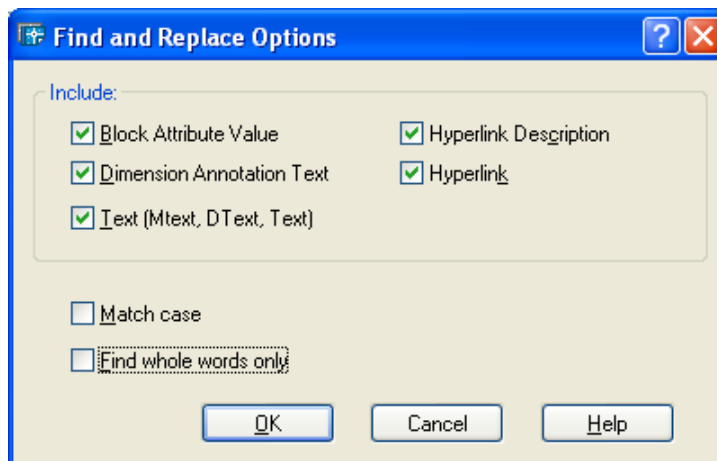 Find and Replace Options
Include:
Block Attribute Value
Hyperlink Description
Dimension Annotation Text
Hyperlink
Text (Mtext, DText, Text)
Match case
Find whole words only
OK
Cancel
Help